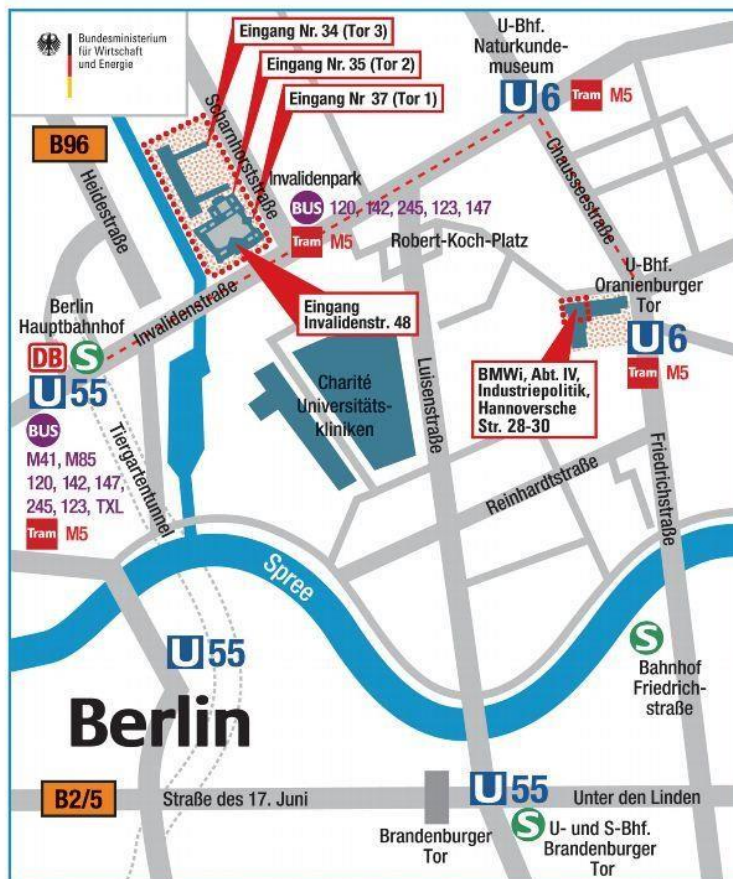 Bundesministerium
für Wirtschaft
und Energie
Eingang Nr. 34 (Tor 3)
Eingang Nr. 35 (Tor 2)
Eingang Nr 37 (Tor 1)
U-Bhf.
Naturkunde-
museum
U6 Tram M5
B96
Heidestraße
Scharnhorststraße
Chausseestraße
Invalidenpark
BUS 120, 142, 245, 123, 147
Tram M5
Robert-Koch-Platz
Invalidenstraße
U-Bhf.
Oranienburger
Tor
U6
Tram M5
Berlin
Hauptbahnhof
DB S
U55
BUS
M41, M85
120, 142, 147,
245, 123, TXL
Tram M5
Eingang
Invalidenstr. 48
Charité
Universitäts-
kliniken
Luisenstraße
BMWi, Abt. IV,
Industriepolitik,
Hannoversche
Str. 28-30
Tiergartentunnel
Reinhardtstraße
Friedrichstraße
Spree
U55
S
Bahnhof
Friedrich-
straße
Berlin
B2/5
Straße des 17. Juni
U55
Unter den Linden
Brandenburger
Tor
S U- und S-Bhf.
Brandenburger
Tor